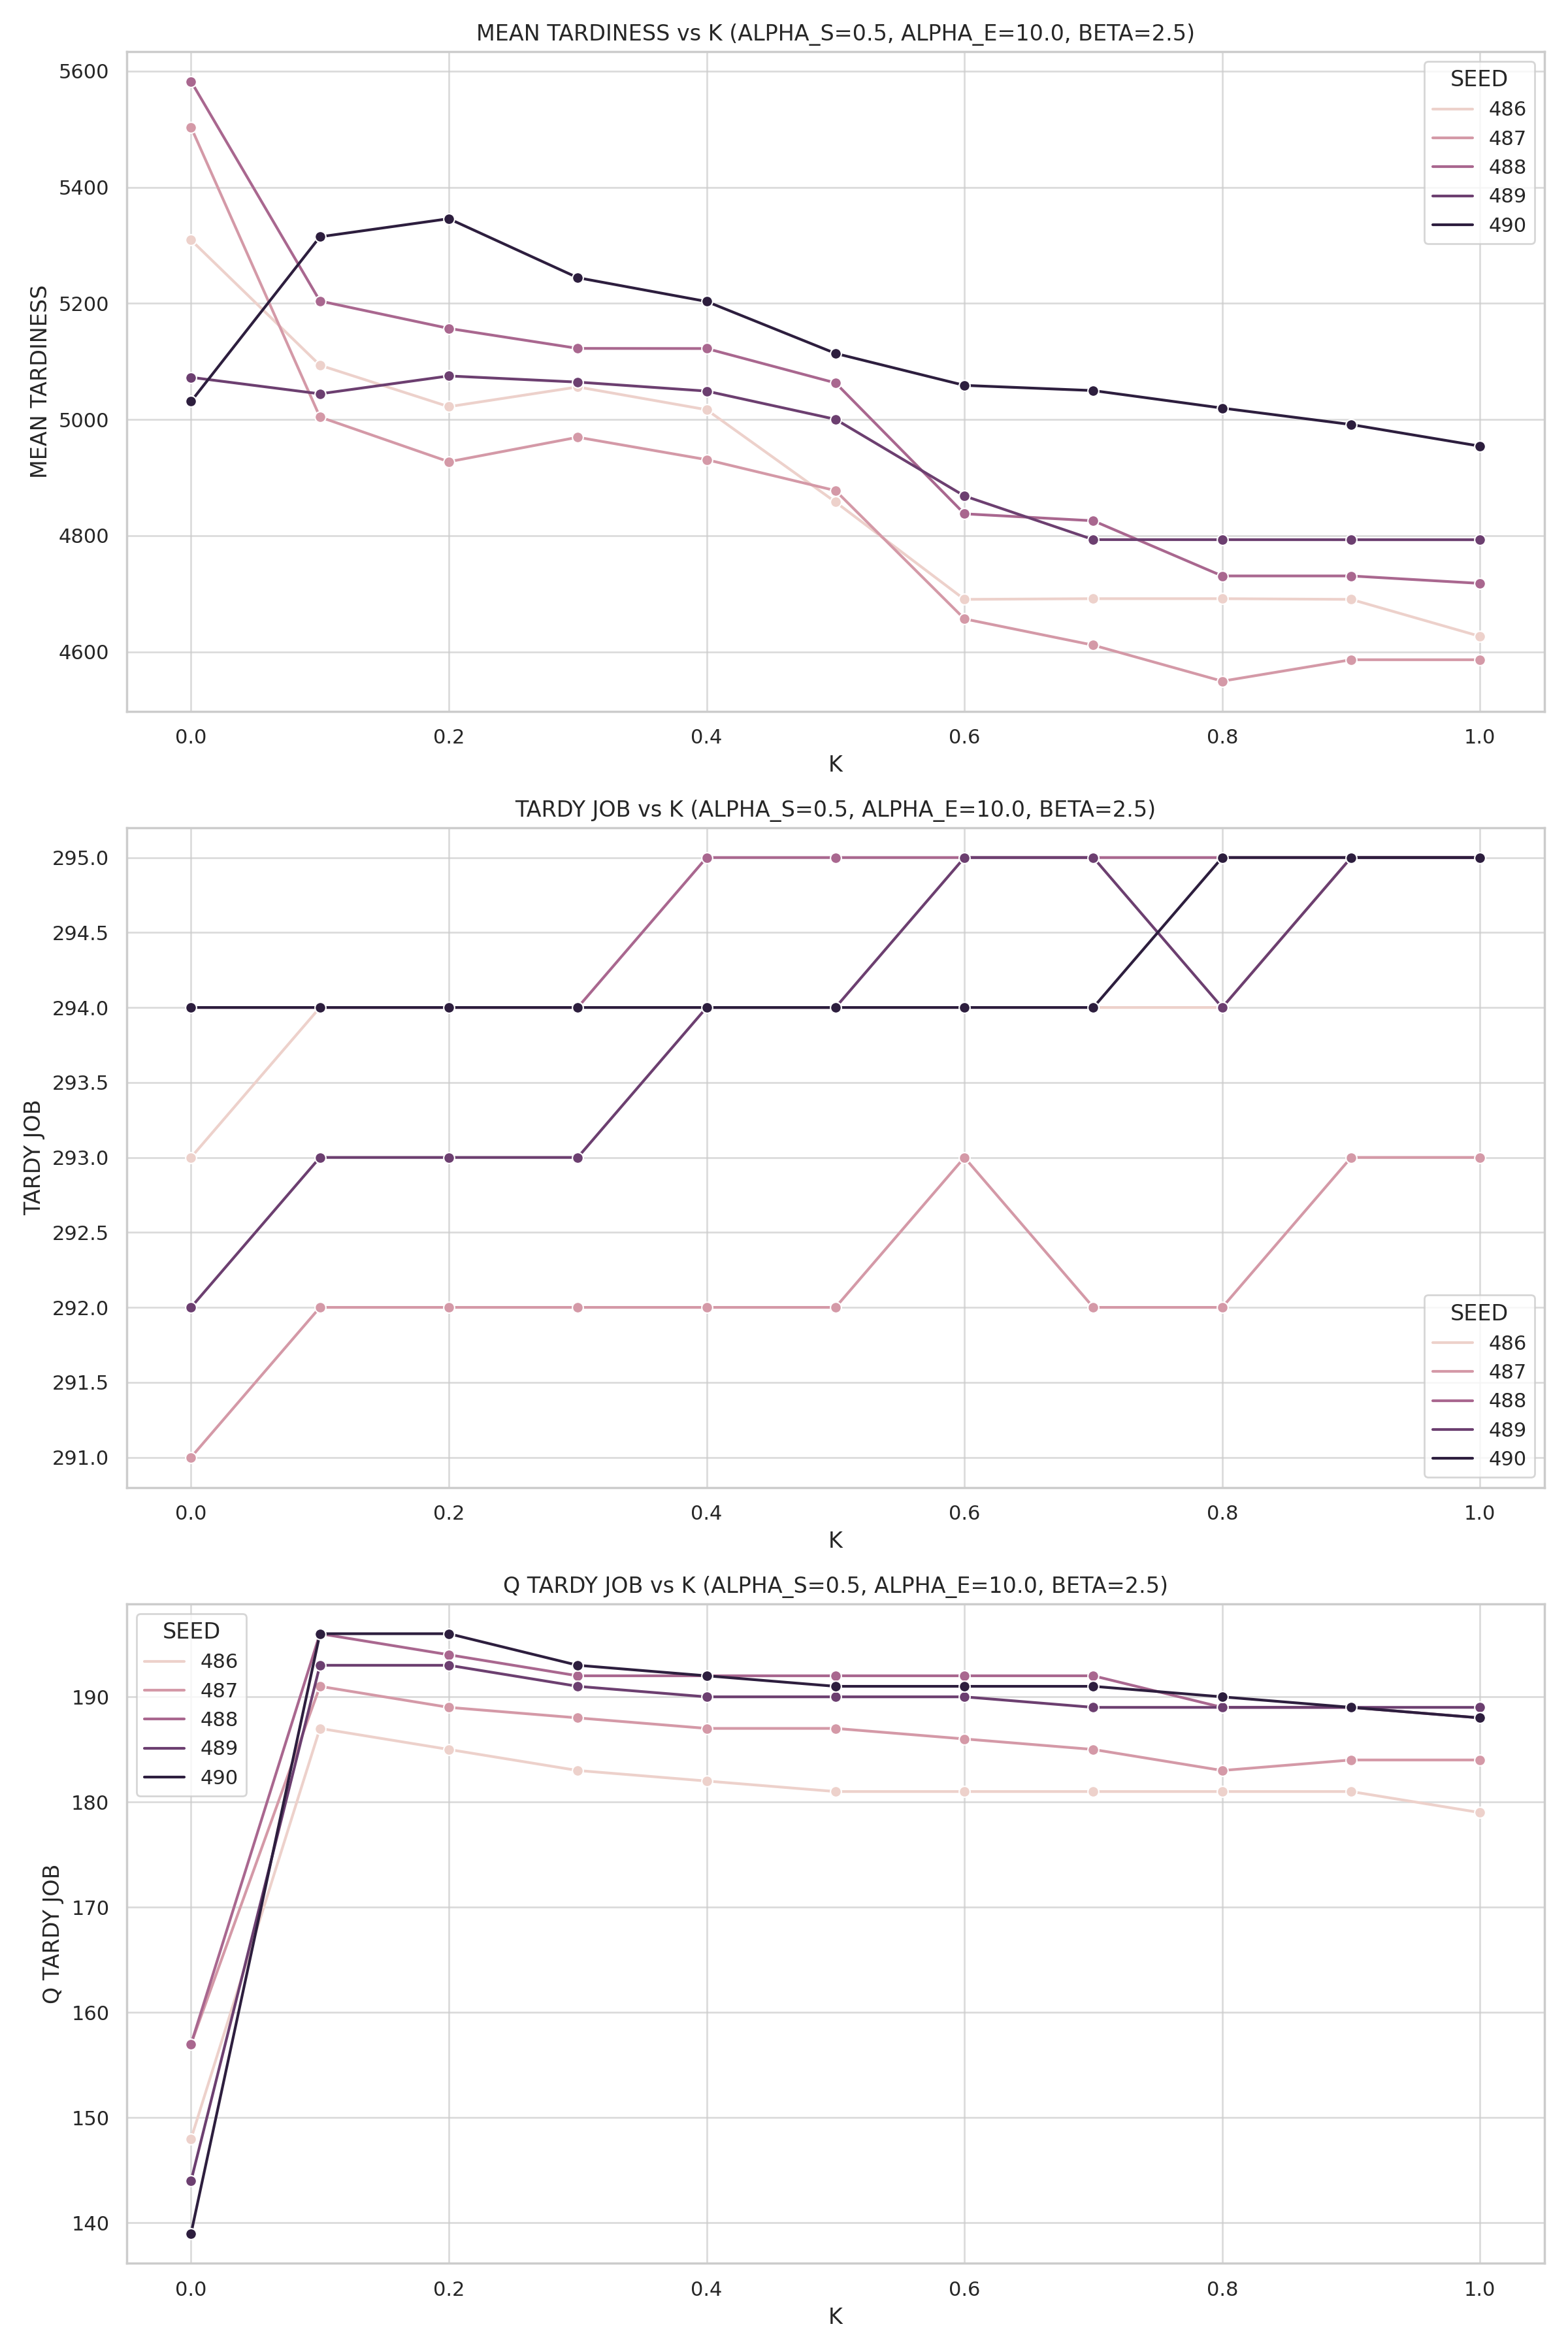 MEAN TARDINESS vs K (ALPHA_S=0.5, ALPHA_E=10.0, BETA=2.5)
MEAN TARDINESS
5600
5400
5200
5000
4800
4600
SEED
486
487
488
489
490
0.0 0.2 0.4 0.6 0.8 1.0
K
TARDY JOB vs K (ALPHA_S=0.5, ALPHA_E=10.0, BETA=2.5)
TARDY JOB
295.0
294.5
294.0
293.5
293.0
292.5
292.0
291.5
291.0
SEED
486
487
488
489
490
0.0 0.2 0.4 0.6 0.8 1.0
K
Q TARDY JOB vs K (ALPHA_S=0.5, ALPHA_E=10.0, BETA=2.5)
Q TARDY JOB
190
180
170
160
150
140
SEED
486
487
488
489
490
0.0 0.2 0.4 0.6 0.8 1.0
K